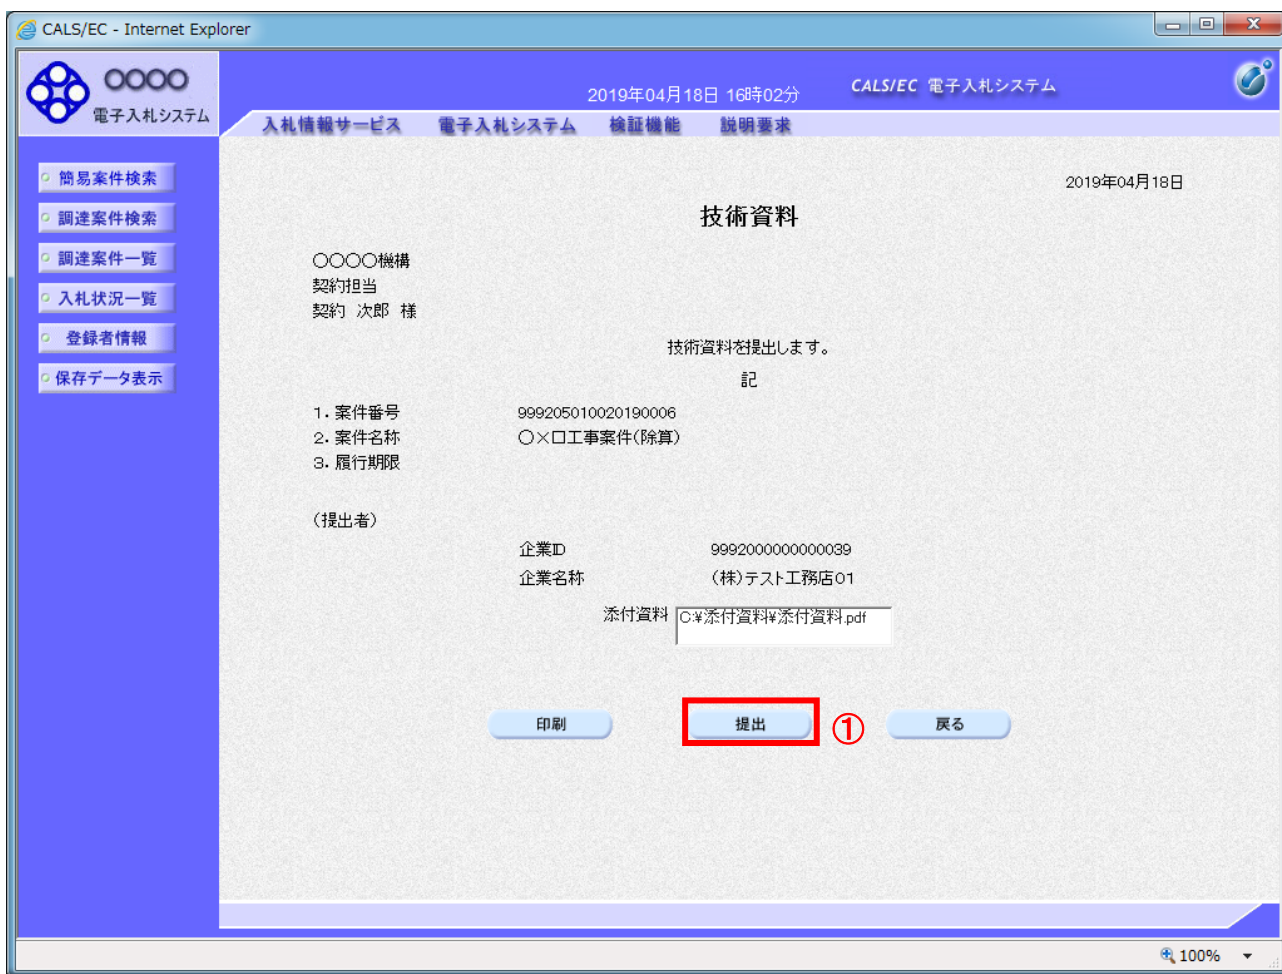 CALS/EC - Internet Explorer
〇〇〇〇
電子入札システム
2019年04月18日 16時02分
CALS/EC 電子入札システム
入札情報サービス 電子入札システム 検証機能 説明要求
簡易案件検索
調達案件検索
調達案件一覧
入札状況一覧
登録者情報
保存データ表示
2019年04月18日
技術資料
〇〇〇〇機構
契約担当
契約 次郎 様
技術資料を提出します。
記
1. 案件番号 999205010020190006
2. 案件名称 〇×口工事案件(除算)
3. 履行期限
(提出者)
企業ID 9992000000000039
企業名称 (株)テスト工務店01
添付資料 C:¥添付資料¥添付資料.pdf
印刷 提出 ① 戻る
100%